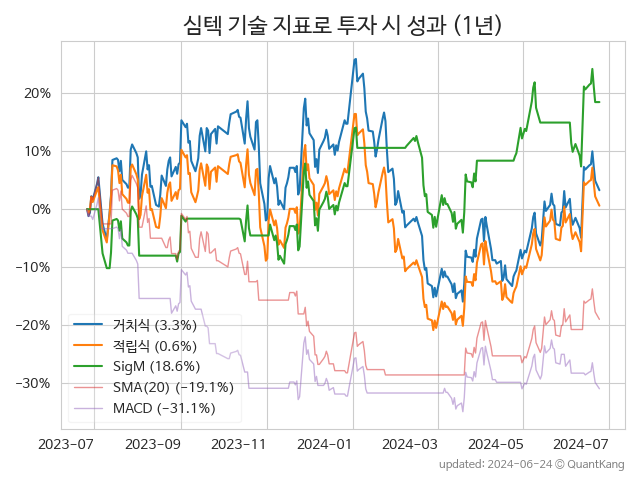 심텍 기술 지표로 투자 시 성과 (1년)
20%
10%
0%
−10%
−20%
−30%
거치식 (3.3%)
적립식 (0.6%)
SigM (18.6%)
SMA(20) (−19.1%)
MACD (−31.1%)
2023-07 2023-09 2023-11 2024-01 2024-03 2024-05 2024-07
updated: 2024-06-24 ⓒ QuantKang